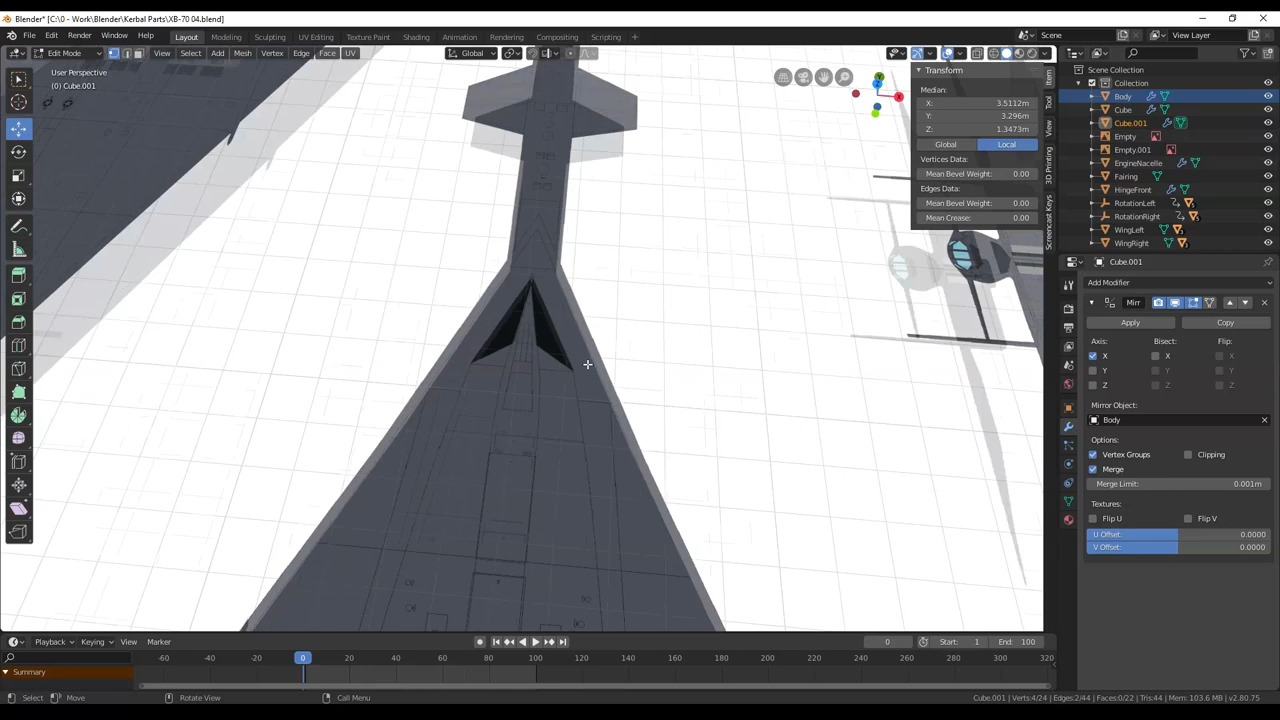 Blender* [C:\0 - Work\Blender\Kerbal Parts\XB-70 04.blend]
File Edit Render Window Help Layout Modeling Sculpting UV Editing Texture Paint Shading Animation Rendering Compositing Scripting + Scene View Layer
Edit Mode View Select Add Mesh Vertex Edge Face UV Global
User Perspective
(0) Cube.001
Y
Z
X
Transform
Median:
X: 3.5112m
Y: 3.296m
Z: 1.3473m
Global Local
Vertices Data:
Mean Bevel Weight: 0.00
Edges Data:
Mean Bevel Weight: 0.00
Mean Crease: 0.00
Item
Tool
View
3D Printing
Screencast Keys
Scene Collection
Collection
Body
Cube
Cube.001
Empty
Empty.001
EngineNacelle
Fairing
HingeFront
RotationLeft
RotationRight
WingLeft
WingRight
Cube.001
Add Modifier
Mirr
Apply Copy
Axis: Bisect: Flip:
X X X
Y Y Y
Z Z Z
Mirror Object:
Body
Options:
Vertex Groups Clipping
Merge
Merge Limit: 0.001m
Textures:
Flip U Flip V
U Offset: 0.0000
V Offset: 0.0000
Playback Keying View Marker 0 Start: 1 End: 100
-60 -40 -20 0 20 40 60 80 100 120 140 160 180 200 220 240 260 280 300 320
Summary
Select Move Rotate View Call Menu Cube.001 | Verts:4/24 | Edges:2/44 | Faces:0/22 | Tris:44 | Mem: 103.6 MB | v2.80.75